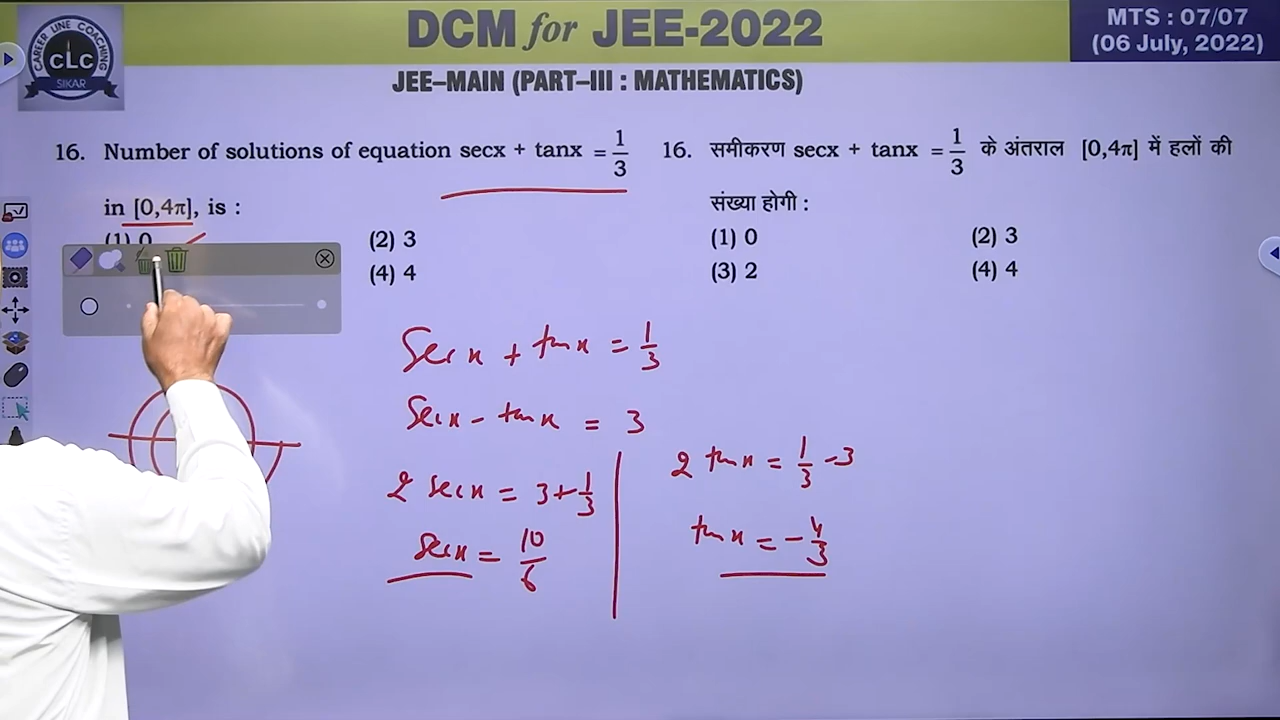 DCM for JEE-2022
MTS : 07/07
(06 July, 2022)
CAREER LINE COACHING
CLC
SIKAR
JEE–MAIN (PART–III : MATHEMATICS)
16. Number of solutions of equation secx + tanx = 1/3
in [0,4π], is :
(1) 0
(2) 3
(4) 4
16. समीकरण secx + tanx = 1/3 के अंतराल [0,4π] में हलों की
संख्या होगी :
(1) 0
(2) 3
(3) 2
(4) 4
Secx + tanx = 1/3
Secx - tanx = 3
2 secx = 3 + 1/3
secx = 10/6
2 tanx = 1/3 - 3
tanx = - 4/3